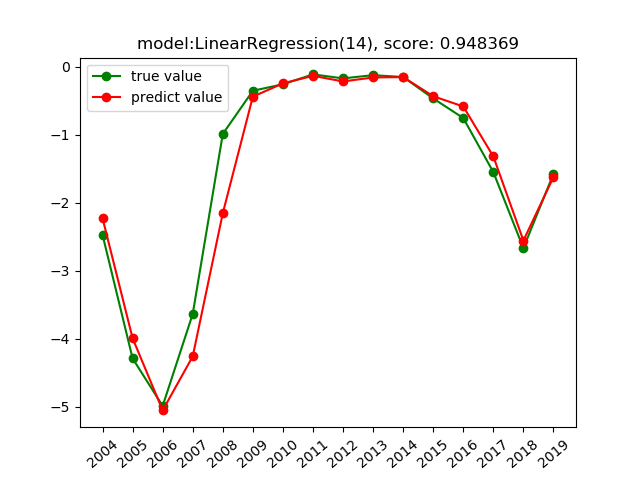 model:LinearRegression(14), score: 0.948369
true value
predict value
0
−1
−2
−3
−4
−5
2004 2005 2006 2007 2008 2009 2010 2011 2012 2013 2014 2015 2016 2017 2018 2019